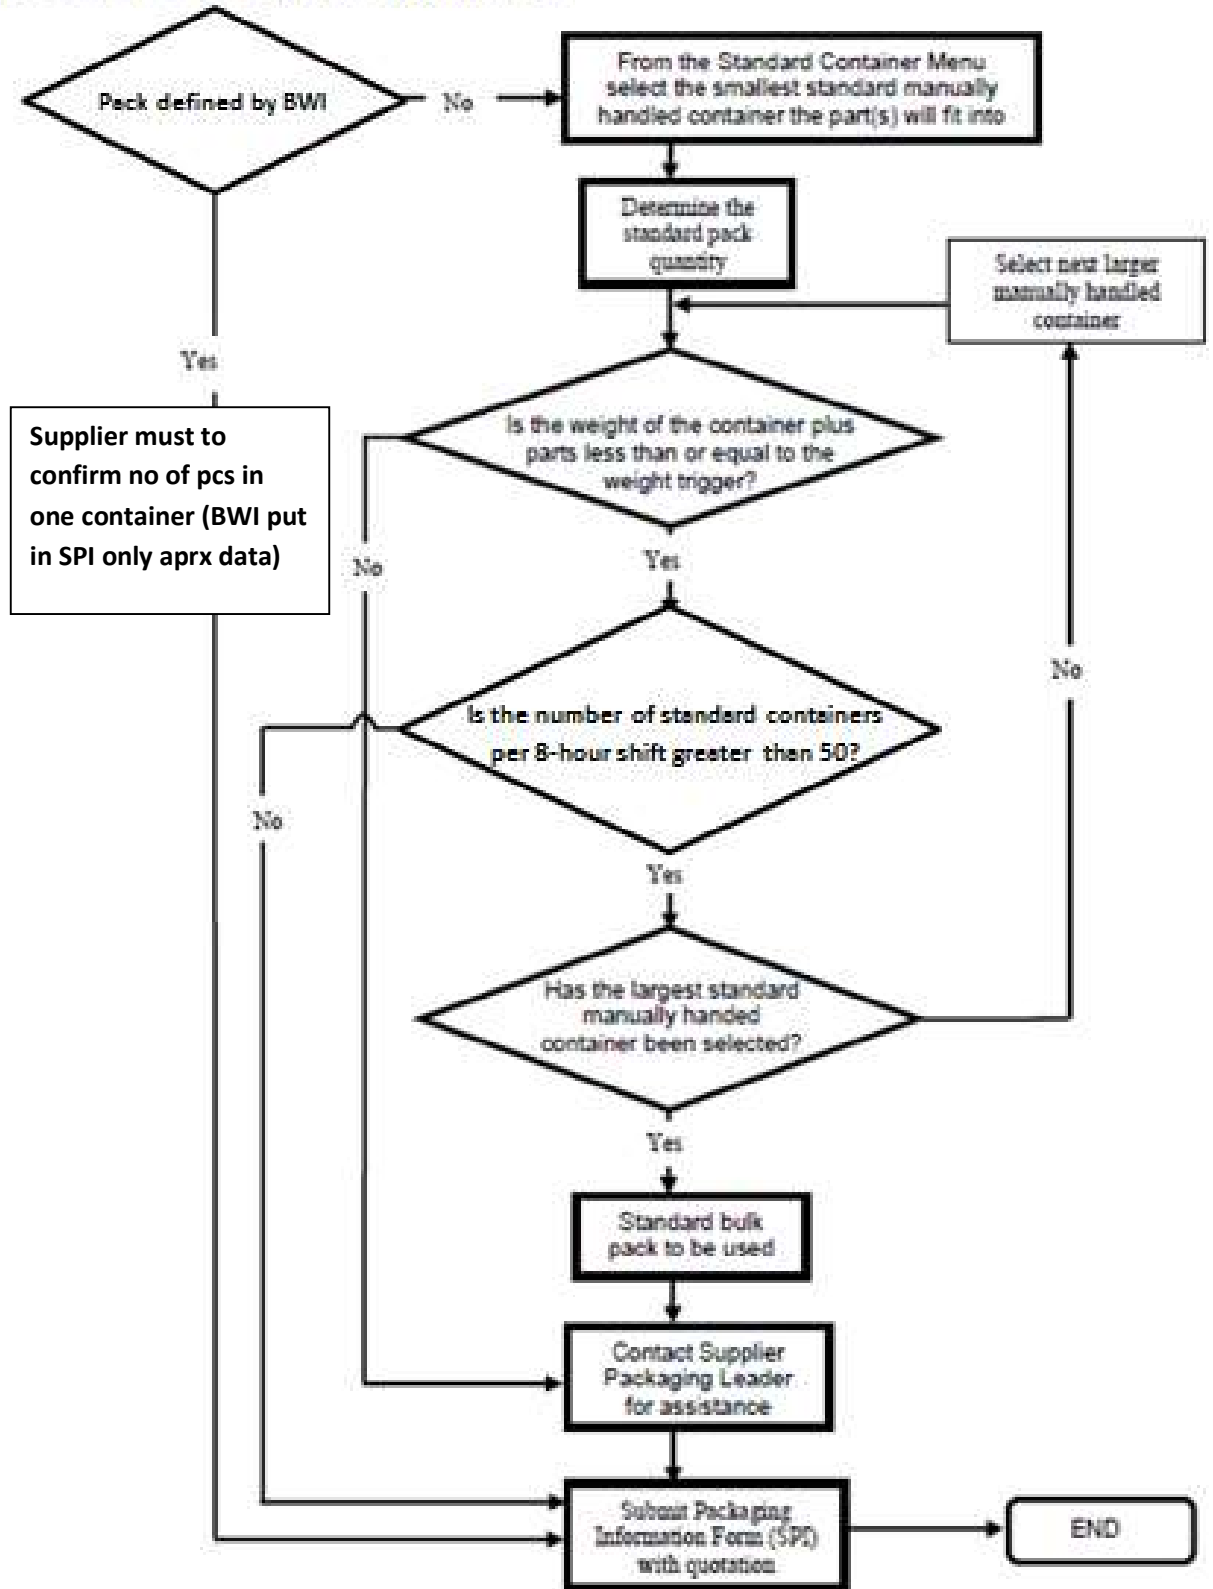 Pack defined by BWI
No
From the Standard Container Menu
select the smallest standard manually
handled container the part(s) will fit into
Determine the
standard pack
quantity
Select next larger
manually handled
container
Yes
Supplier must to
confirm no of pcs in
one container (BWI put
in SPI only aprx data)
Is the weight of the container plus
parts less than or equal to the
weight trigger?
No
Yes
Is the number of standard containers
per 8-hour shift greater than 50?
No
No
Yes
Has the largest standard
manually handed
container been selected?
Yes
Standard bulk
pack to be used
Contact Supplier
Packaging Leader
for assistance
Submit Packaging
Information Form (SPI)
with quotation
END